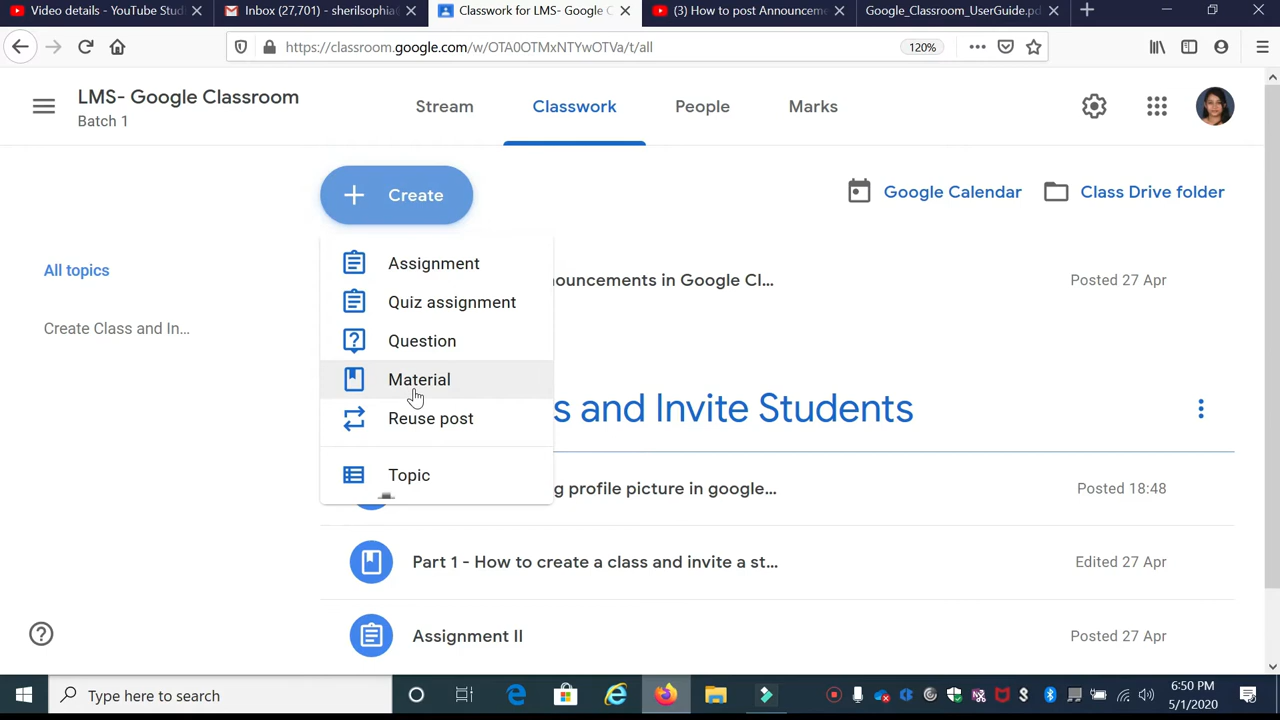 Video details - YouTube Stud
Inbox (27,701) - sherilsophia@
Classwork for LMS- Google C
(3) How to post Announceme
Google_Classroom_UserGuide.pd
https://classroom.google.com/w/OTA0OTMxNTYwOTVa/t/all
120%
LMS- Google Classroom
Batch 1
Stream
Classwork
People
Marks
Create
Google Calendar
Class Drive folder
All topics
Create Class and In...
Assignment
Quiz assignment
Question
Material
Reuse post
Topic
ouncements in Google Cl...
Posted 27 Apr
s and Invite Students
g profile picture in google...
Posted 18:48
Part 1 - How to create a class and invite a st...
Edited 27 Apr
Assignment II
Posted 27 Apr
Type here to search
6:50 PM
5/1/2020